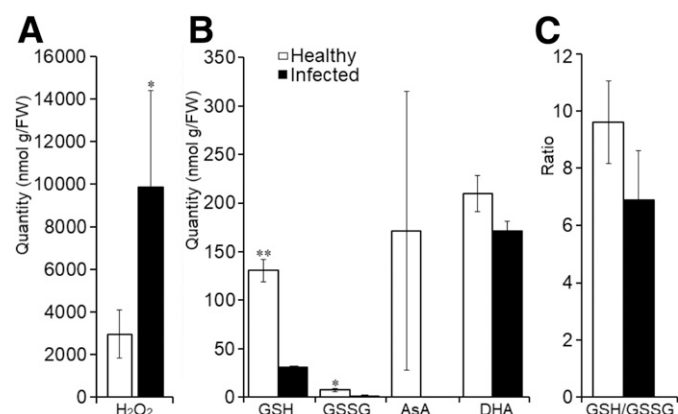 A
B
C
Quantity (nmol g/FW)
16000
14000
12000
10000
8000
6000
4000
2000
0
*
H₂O₂
Quantity (nmol g/FW)
350
300
250
200
150
100
50
0
Healthy
Infected
**
*
GSH GSSG AsA DHA
Ratio
12
10
8
6
4
2
0
GSH/GSSG